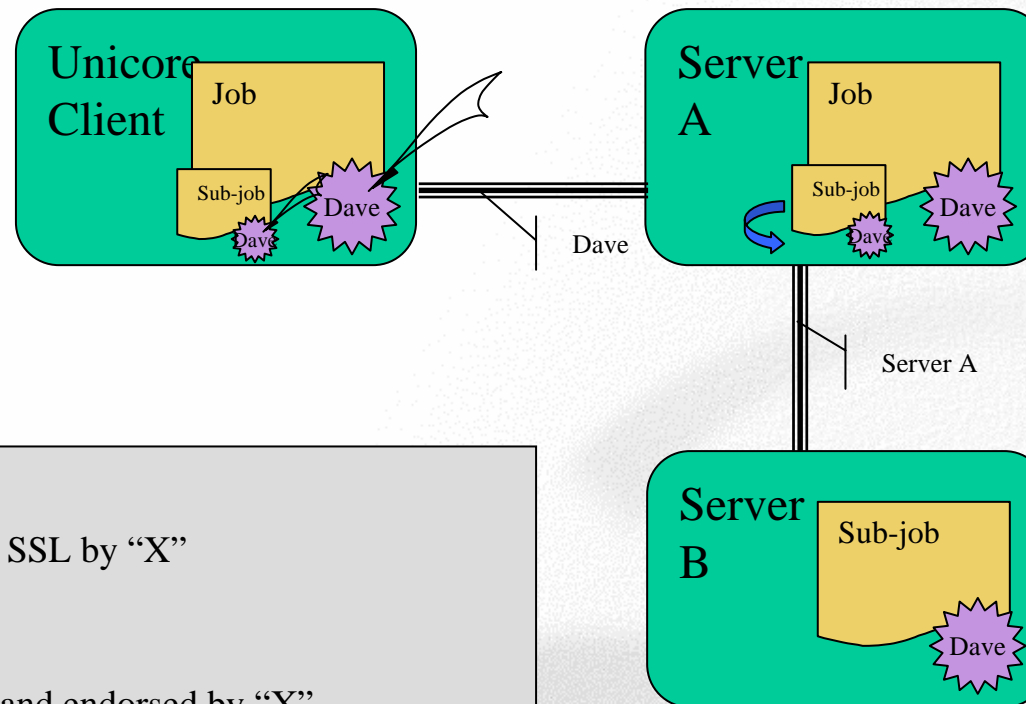 Unicore
Client
Job
Sub-job
Dave
Dave
Dave
Server
A
Job
Sub-job
Dave
Dave
Server A
SSL by “X”
and endorsed by “X”
Server
B
Sub-job
Dave